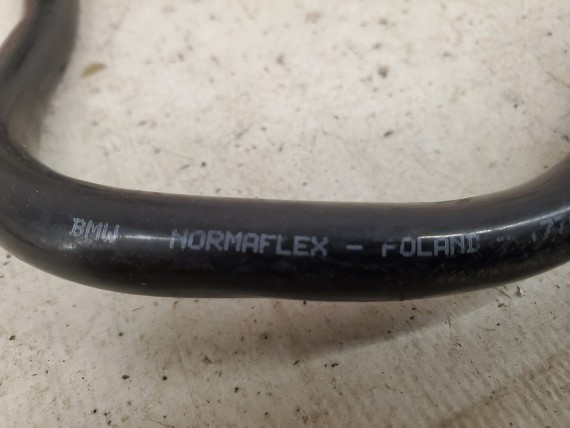 BMW NORMAFLEX - POLAND -